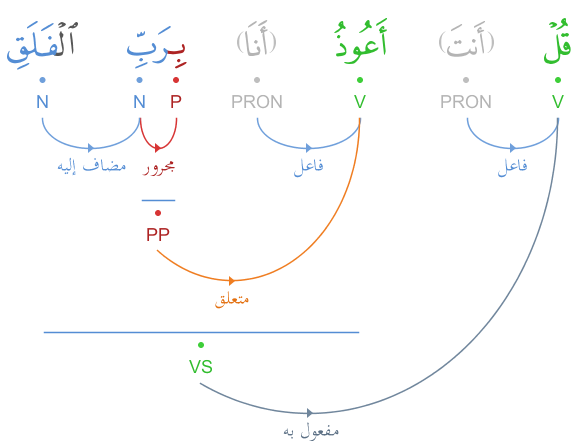 قُلْ (أَنتَ) أَعُوذُ (أَنَا) بِرَبِّ ٱلْفَلَقِ
V PRON V PRON P N N
فاعل فاعل مجرور مضاف إليه
PP
متعلق
VS
مفعول به